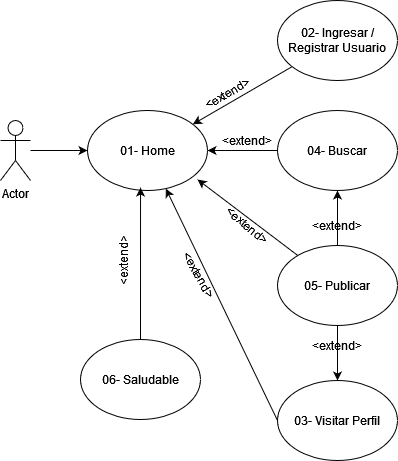 02- Ingresar /
Registrar Usuario
<extend>
01- Home
<extend>
04- Buscar
Actor
<extend>
<extend>
<extend>
<extend>
05- Publicar
<extend>
06- Saludable
03- Visitar Perfil